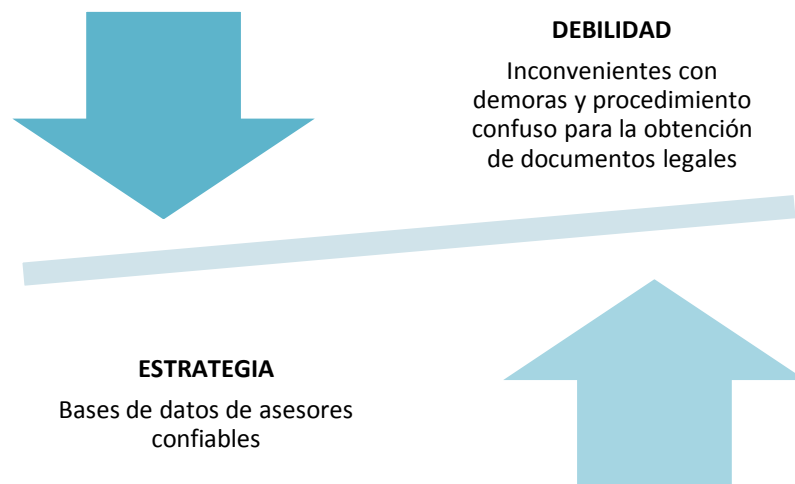 DEBILIDAD
Inconvenientes con
demoras y procedimiento
confuso para la obtención
de documentos legales
ESTRATEGIA
Bases de datos de asesores
confiables